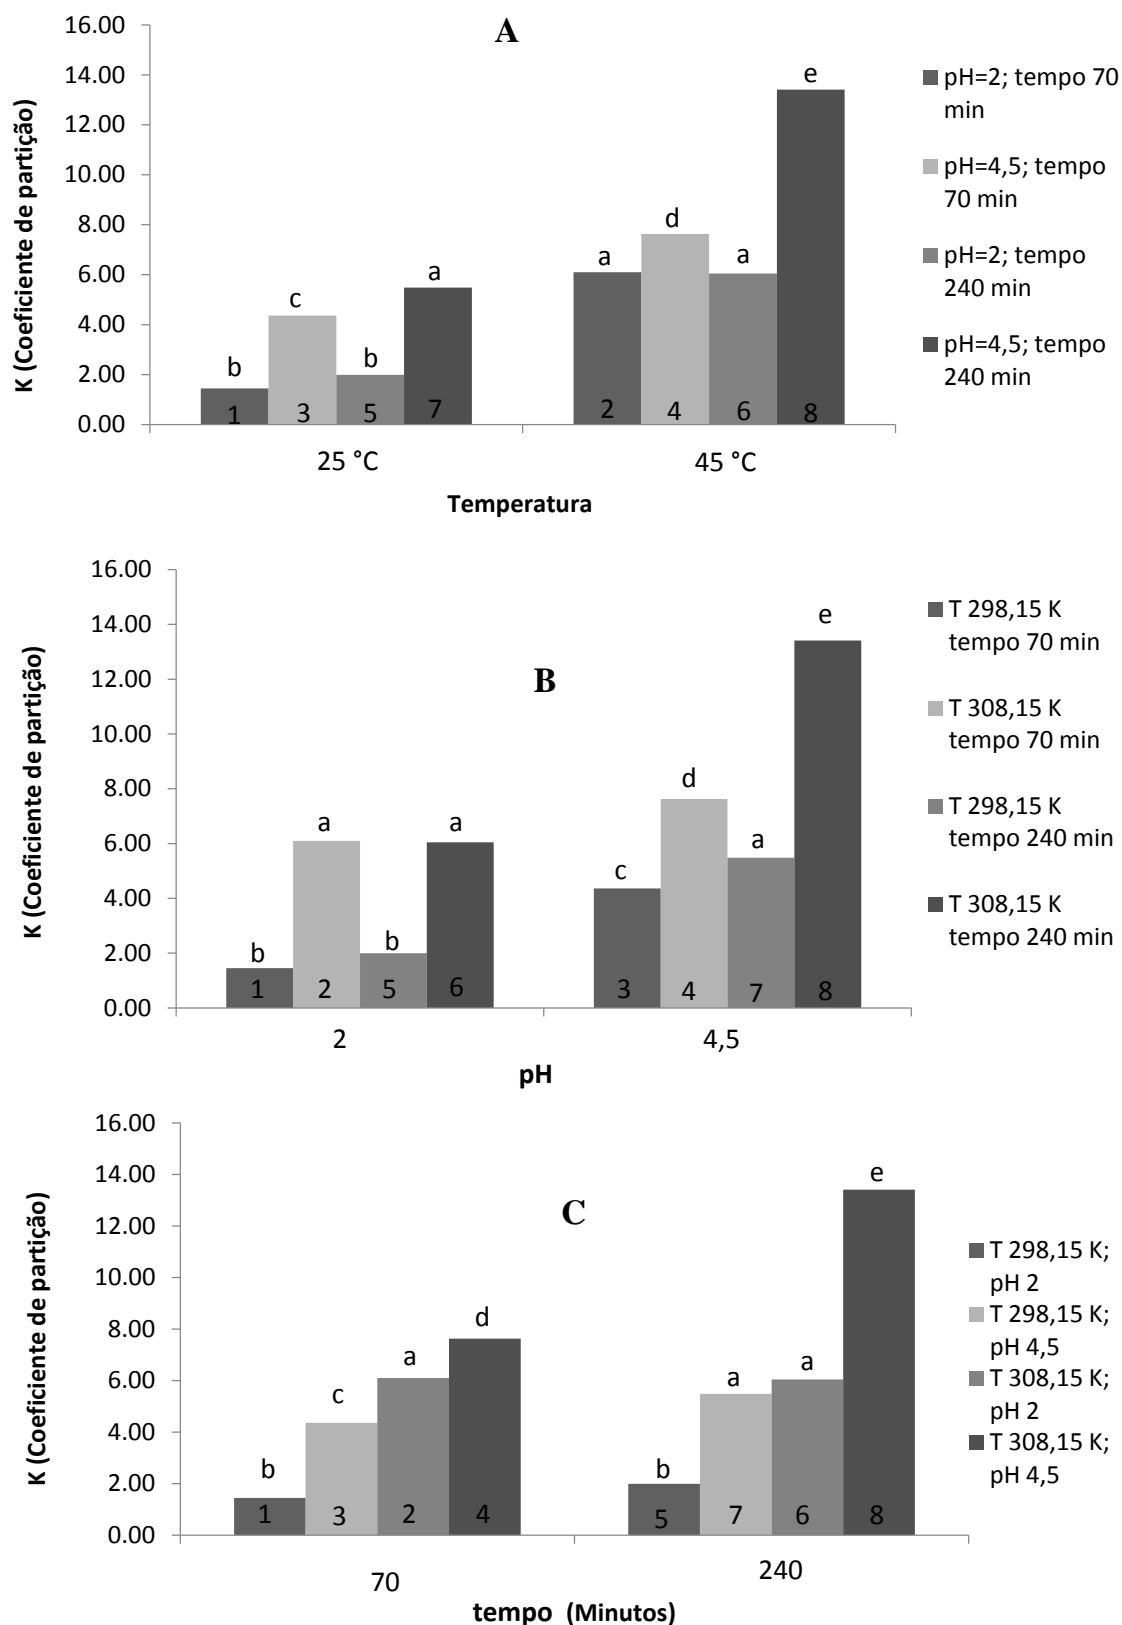 A
K (Coeficiente de partição)
16.00
14.00
12.00
10.00
8.00
6.00
4.00
2.00
0.00
b
c
b
a
a
d
a
e
1
3
5
7
2
4
6
8
25 °C
45 °C
Temperatura
pH=2; tempo 70
min
pH=4,5; tempo
70 min
pH=2; tempo
240 min
pH=4,5; tempo
240 min
B
K (Coeficiente de partição)
16.00
14.00
12.00
10.00
8.00
6.00
4.00
2.00
0.00
b
a
b
a
c
d
a
e
1
2
5
6
3
4
7
8
2
4,5
pH
T 298,15 K
tempo 70 min
T 308,15 K
tempo 70 min
T 298,15 K
tempo 240 min
T 308,15 K
tempo 240 min
C
K (Coeficiente de partição)
16.00
14.00
12.00
10.00
8.00
6.00
4.00
2.00
0.00
b
c
a
d
b
a
a
e
1
3
2
4
5
7
6
8
70
240
tempo (Minutos)
T 298,15 K;
pH 2
T 298,15 K;
pH 4,5
T 308,15 K;
pH 2
T 308,15 K;
pH 4,5